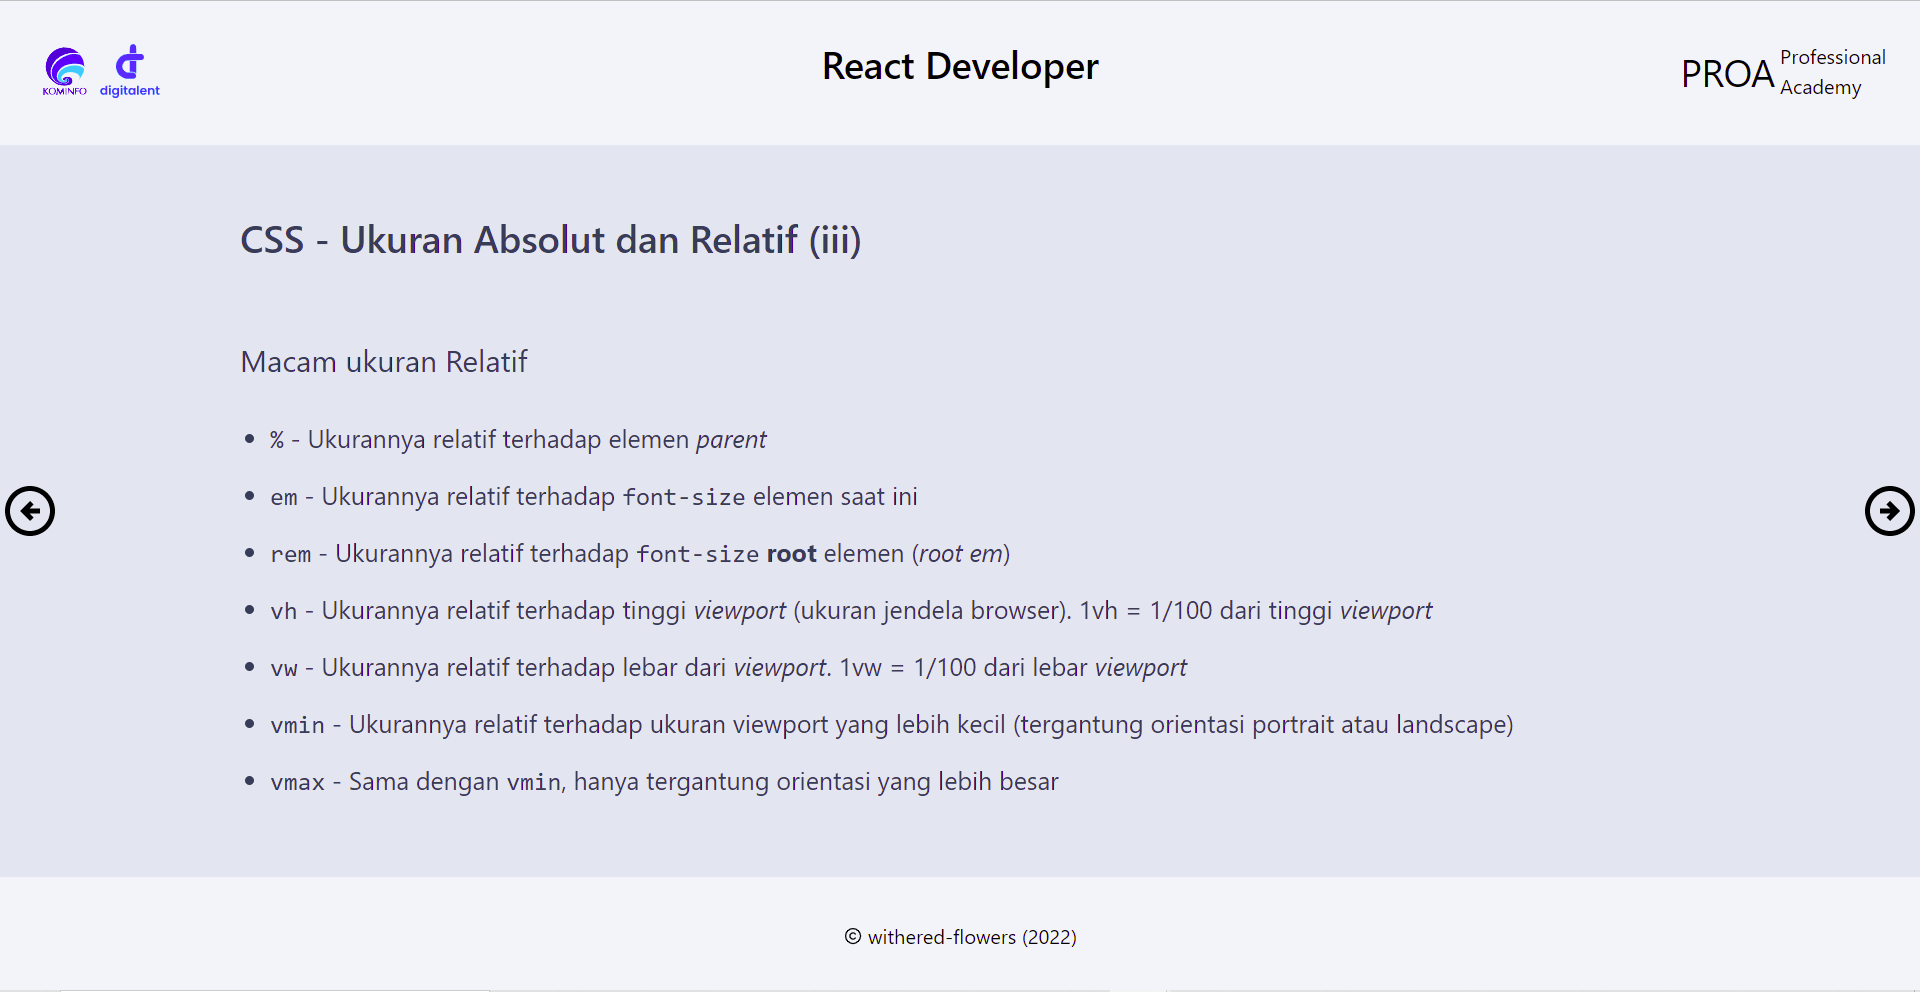 KOMINFO
digitalent
React Developer
PROA Professional
Academy
CSS - Ukuran Absolut dan Relatif (iii)
Macam ukuran Relatif
% - Ukurannya relatif terhadap elemen parent
em - Ukurannya relatif terhadap font-size elemen saat ini
rem - Ukurannya relatif terhadap font-size root elemen (root em)
vh - Ukurannya relatif terhadap tinggi viewport (ukuran jendela browser). 1vh = 1/100 dari tinggi viewport
vw - Ukurannya relatif terhadap lebar dari viewport. 1vw = 1/100 dari lebar viewport
vmin - Ukurannya relatif terhadap ukuran viewport yang lebih kecil (tergantung orientasi portrait atau landscape)
vmax - Sama dengan vmin, hanya tergantung orientasi yang lebih besar
© withered-flowers (2022)